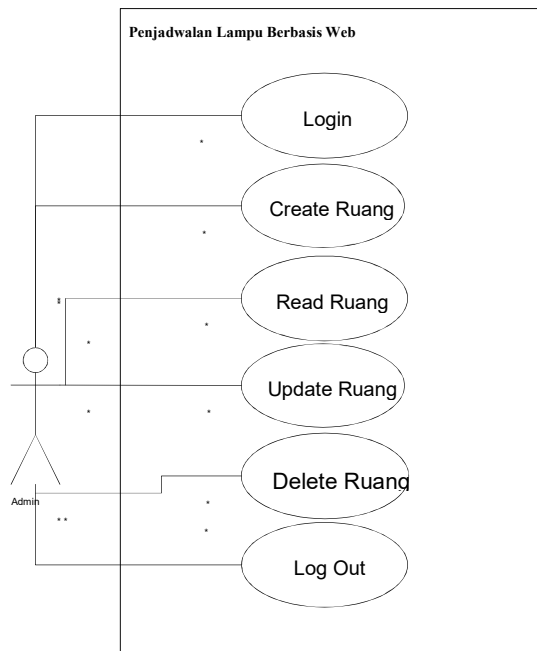 Penjadwalan Lampu Berbasis Web
Login
*
Create Ruang
*
Read Ruang
*
*
*
*
Update Ruang
*
*
Delete Ruang
Admin
*
* *
*
Log Out